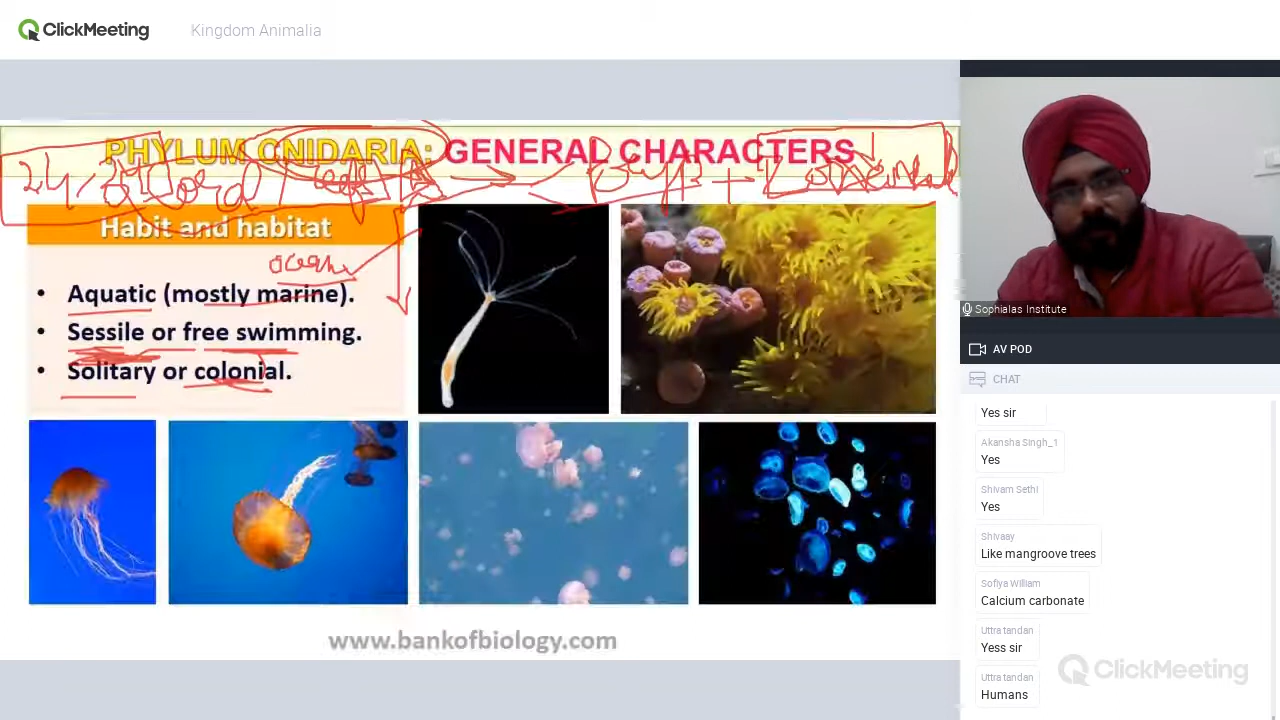 ClickMeeting
Kingdom Animalia
PHYLUM CNIDARIA: GENERAL CHARACTERS
Habit and habitat
ocean
• Aquatic (mostly marine).
• Sessile or free swimming.
• Solitary or colonial.
www.bankofbiology.com
Sophialas Institute
AV POD
CHAT
Yes sir
Akansha Singh_1
Yes
Shivam Sethi
Yes
Shivaay
Like mangroove trees
Sofiya William
Calcium carbonate
Uttra tandan
Yess sir
Uttra tandan
Humans
ClickMeeting